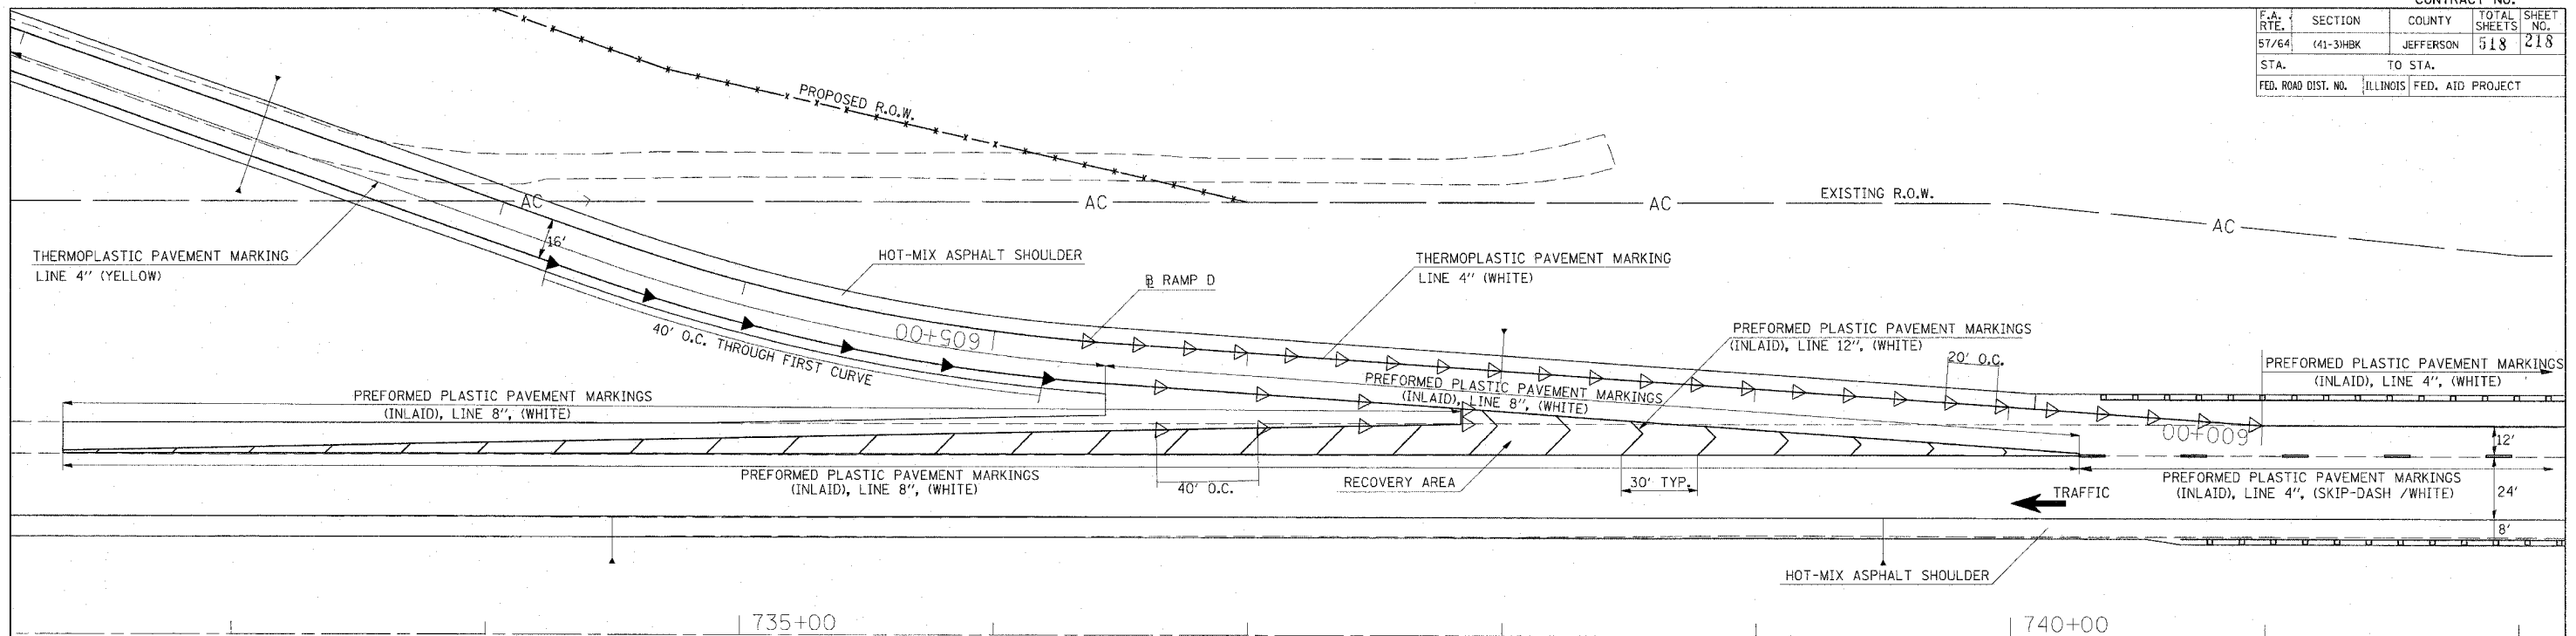 CONTRACT NO.
F.A. RTE. SECTION COUNTY TOTAL SHEETS SHEET NO.
57/64 (41-3)HBK JEFFERSON 518 218
STA. TO STA.
FED. ROAD DIST. NO. ILLINOIS FED. AID PROJECT
PROPOSED R.O.W.
AC
AC
AC
EXISTING R.O.W.
AC
16'
THERMOPLASTIC PAVEMENT MARKING
LINE 4" (YELLOW)
HOT-MIX ASPHALT SHOULDER
℄ RAMP D
THERMOPLASTIC PAVEMENT MARKING
LINE 4" (WHITE)
605+00
40' O.C. THROUGH FIRST CURVE
PREFORMED PLASTIC PAVEMENT MARKINGS
(INLAID), LINE 12", (WHITE)
20' O.C.
PREFORMED PLASTIC PAVEMENT MARKINGS
(INLAID), LINE 4", (WHITE)
PREFORMED PLASTIC PAVEMENT MARKINGS
(INLAID), LINE 8", (WHITE)
PREFORMED PLASTIC PAVEMENT MARKINGS
(INLAID), LINE 8", (WHITE)
600+00
12'
PREFORMED PLASTIC PAVEMENT MARKINGS
(INLAID), LINE 8", (WHITE)
40' O.C.
RECOVERY AREA
30' TYP.
TRAFFIC
PREFORMED PLASTIC PAVEMENT MARKINGS
(INLAID), LINE 4", (SKIP-DASH /WHITE)
24'
8'
HOT-MIX ASPHALT SHOULDER
735+00
740+00